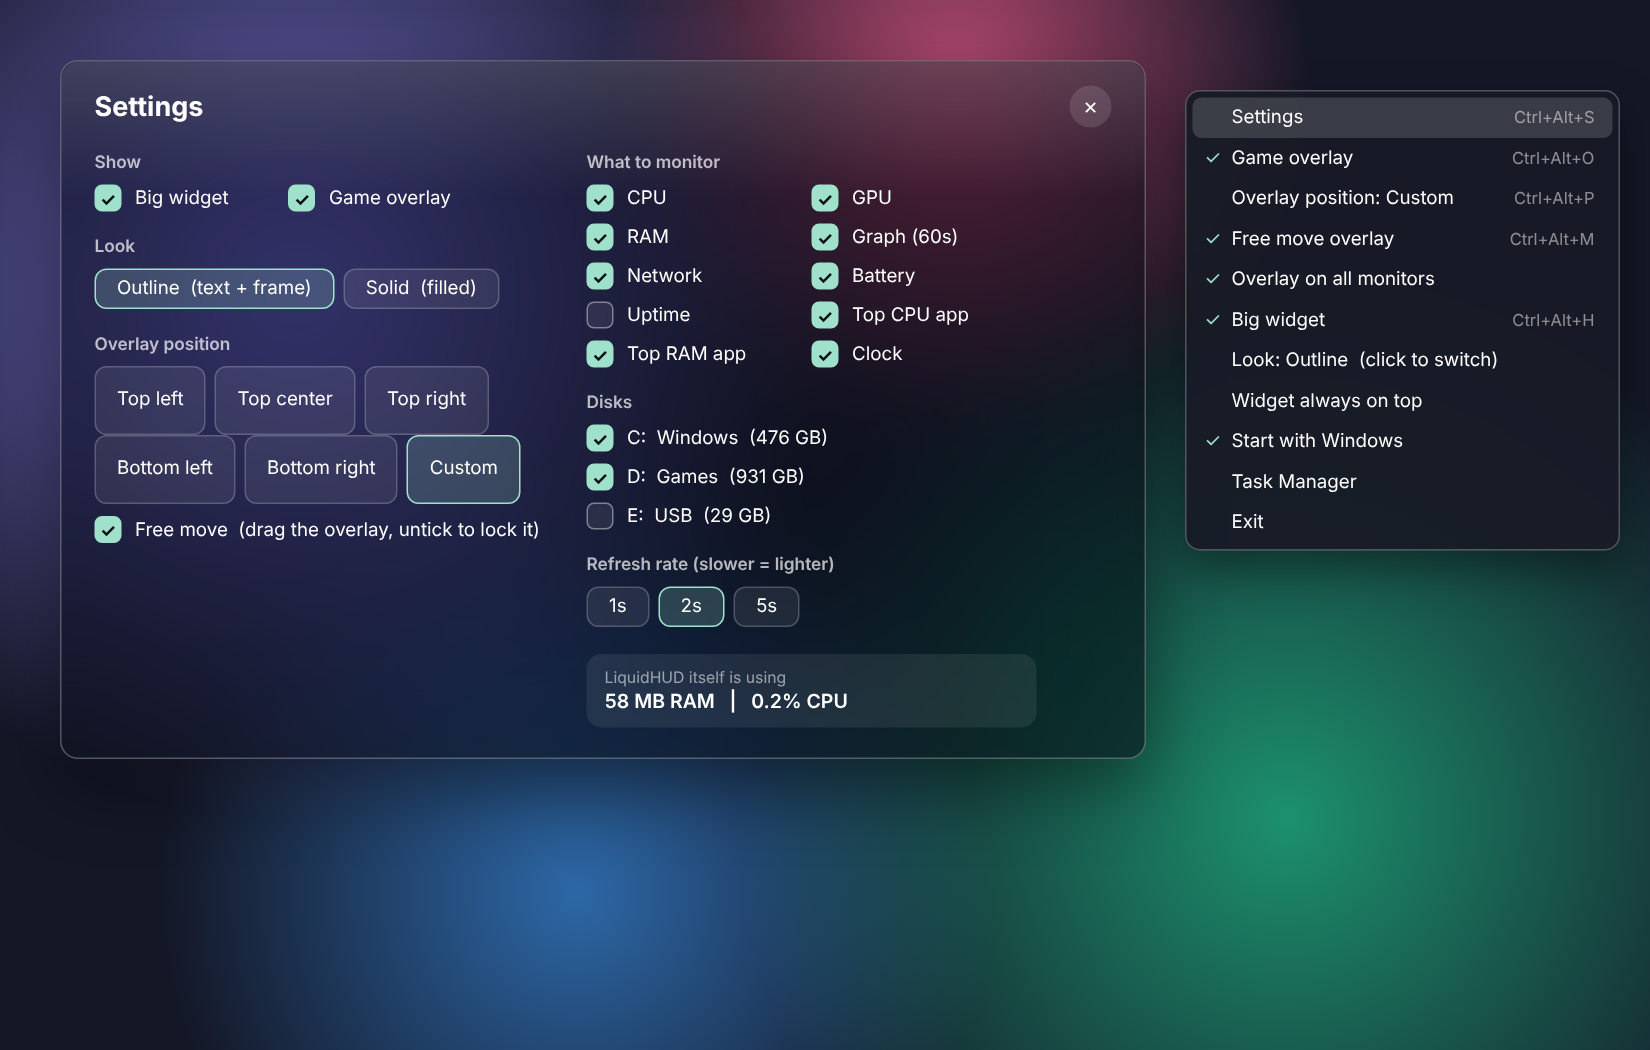 Settings
×
Show
Big widget
Game overlay
Look
Outline (text + frame)
Solid (filled)
Overlay position
Top left
Top center
Top right
Bottom left
Bottom right
Custom
Free move (drag the overlay, untick to lock it)
What to monitor
CPU
GPU
RAM
Graph (60s)
Network
Battery
Uptime
Top CPU app
Top RAM app
Clock
Disks
C: Windows (476 GB)
D: Games (931 GB)
E: USB (29 GB)
Refresh rate (slower = lighter)
1s
2s
5s
LiquidHUD itself is using
58 MB RAM | 0.2% CPU
Settings Ctrl+Alt+S
Game overlay Ctrl+Alt+O
Overlay position: Custom Ctrl+Alt+P
Free move overlay Ctrl+Alt+M
Overlay on all monitors
Big widget Ctrl+Alt+H
Look: Outline (click to switch)
Widget always on top
Start with Windows
Task Manager
Exit